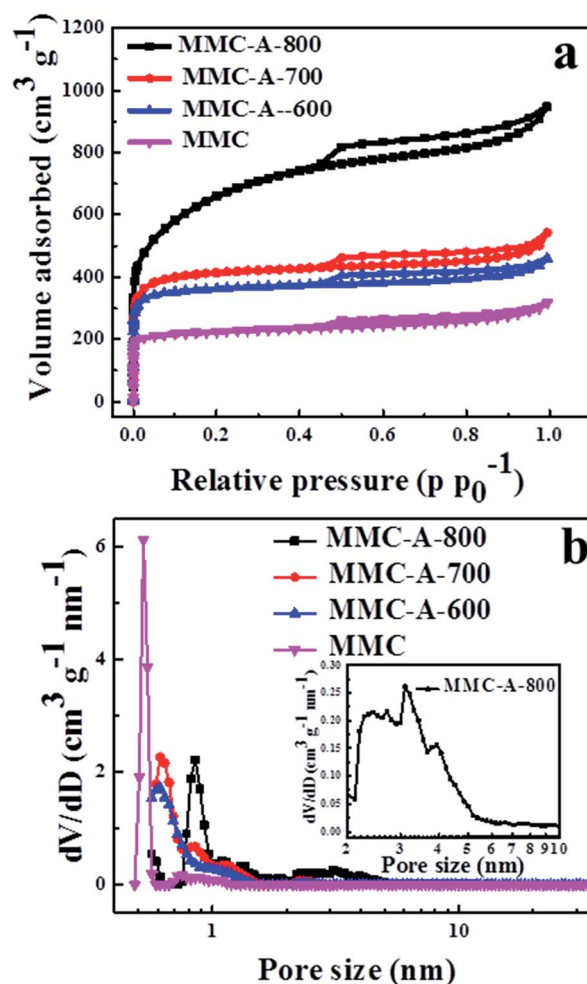 a
MMC-A-800
MMC-A-700
MMC-A--600
MMC
1200
1000
800
600
400
200
0
Volume adsorbed (cm³ g⁻¹)
0.0 0.2 0.4 0.6 0.8 1.0
Relative pressure (p p₀⁻¹)
b
MMC-A-800
MMC-A-700
MMC-A-600
MMC
6
4
2
0
dV/dD (cm³ g⁻¹ nm⁻¹)
MMC-A-800
0.30
0.25
0.20
0.15
0.10
0.05
0.00
dV/dD (cm³ g⁻¹ nm⁻¹)
2 3 4 5 6 7 8 9 10
Pore size (nm)
1 10
Pore size (nm)